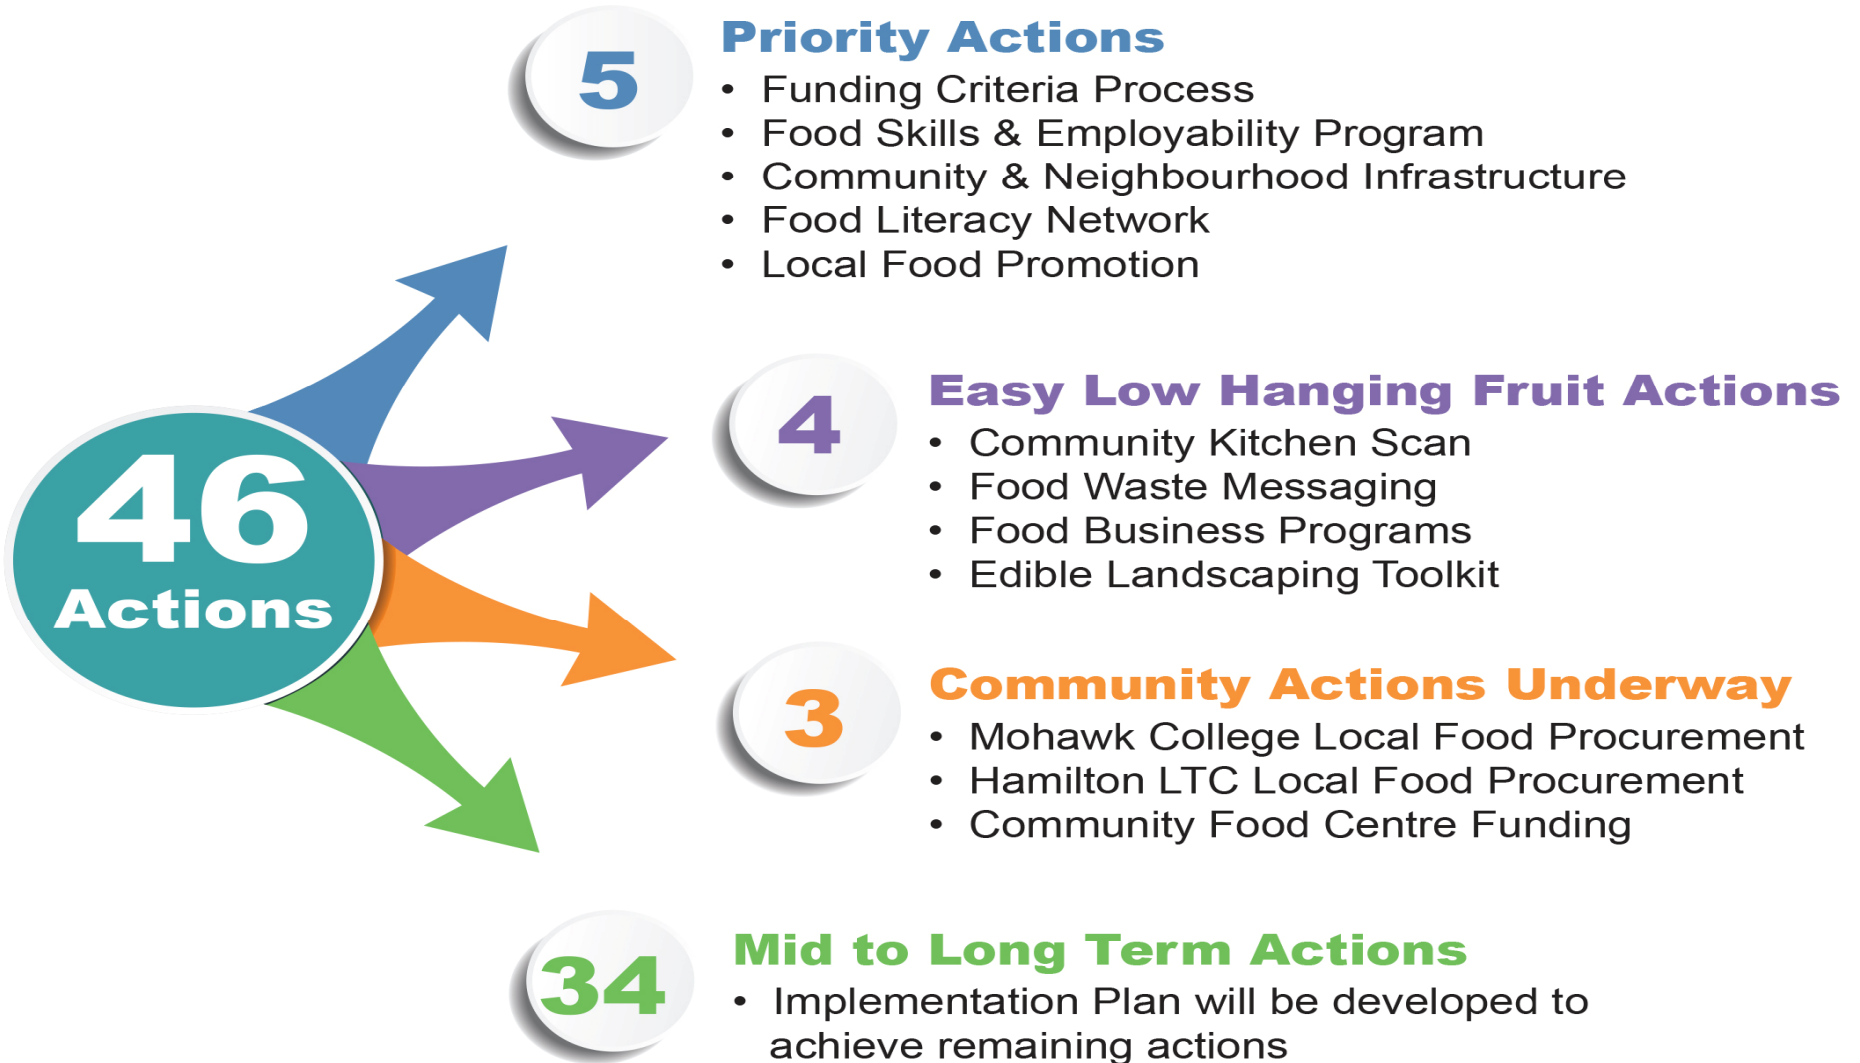 5
Priority Actions
• Funding Criteria Process
• Food Skills & Employability Program
• Community & Neighbourhood Infrastructure
• Food Literacy Network
• Local Food Promotion
46
Actions
4
Easy Low Hanging Fruit Actions
• Community Kitchen Scan
• Food Waste Messaging
• Food Business Programs
• Edible Landscaping Toolkit
3
Community Actions Underway
• Mohawk College Local Food Procurement
• Hamilton LTC Local Food Procurement
• Community Food Centre Funding
34
Mid to Long Term Actions
• Implementation Plan will be developed to
achieve remaining actions